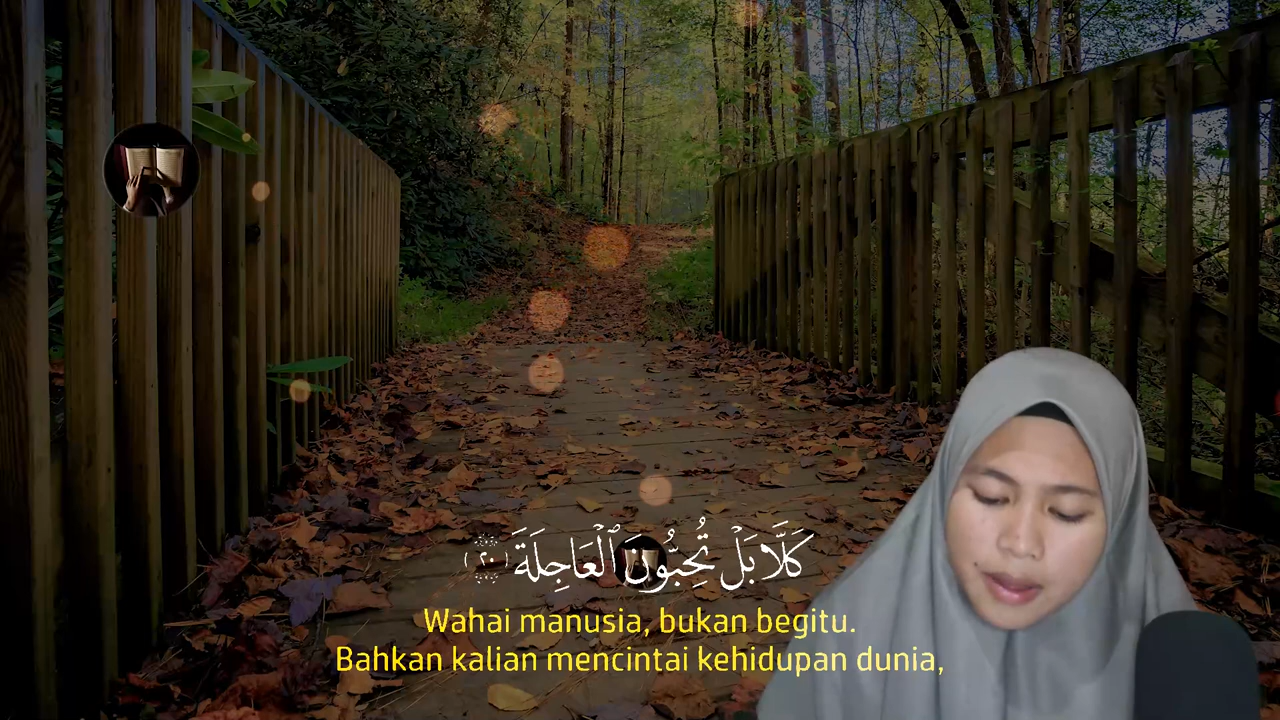 كَلَّا بَلْ تُحِبُّونَ ٱلْعَاجِلَةَ ﴿٢٠﴾
Wahai manusia, bukan begitu.
Bahkan kalian mencintai kehidupan dunia,